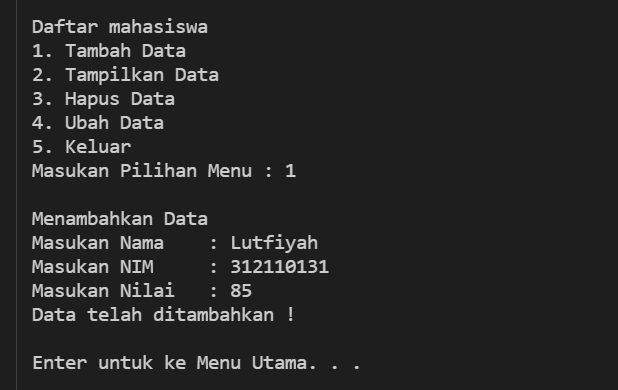 Daftar mahasiswa
1. Tambah Data
2. Tampilkan Data
3. Hapus Data
4. Ubah Data
5. Keluar
Masukan Pilihan Menu : 1
Menambahkan Data
Masukan Nama    : Lutfiyah
Masukan NIM     : 312110131
Masukan Nilai   : 85
Data telah ditambahkan !
Enter untuk ke Menu Utama. . .